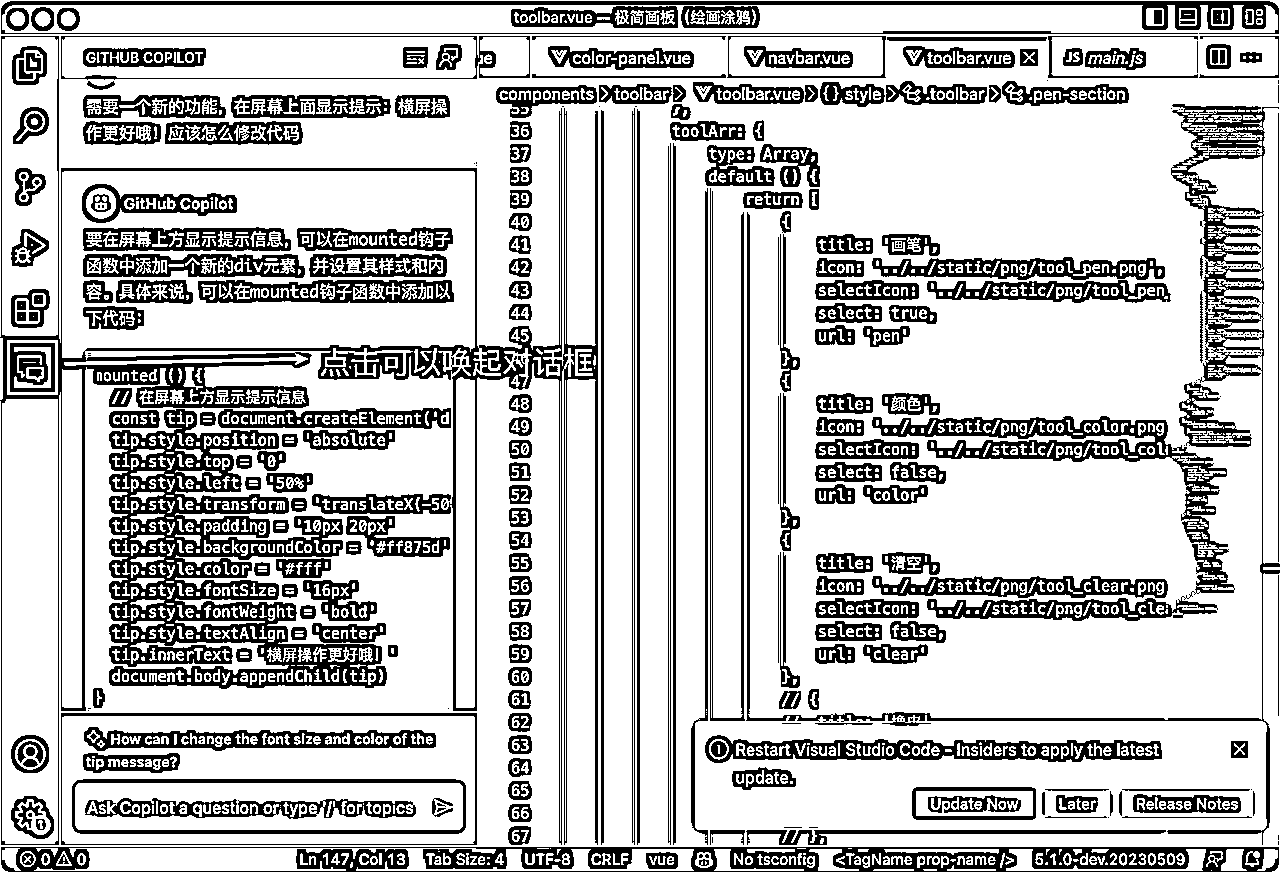 toolbar.vue — 极简画板（绘画涂鸦）
GITHUB COPILOT
需要一个新的功能，在屏幕上面显示提示：横屏操
作更好哦！应该怎么修改代码
GitHub Copilot
要在屏幕上方显示提示信息，可以在mounted钩子
函数中添加一个新的div元素，并设置其样式和内
容。具体来说，可以在mounted钩子函数中添加以
下代码：
点击可以唤起对话框
mounted () {
// 在屏幕上方显示提示信息
const tip = document.createElement('d
tip.style.position = 'absolute'
tip.style.top = '0'
tip.style.left = '50%'
tip.style.transform = 'translateX(-50
tip.style.padding = '10px 20px'
tip.style.backgroundColor = '#ff875d'
tip.style.color = '#fff'
tip.style.fontSize = '16px'
tip.style.fontWeight = 'bold'
tip.style.textAlign = 'center'
tip.innerText = '横屏操作更好哦！'
document.body.appendChild(tip)
}
How can I change the font size and color of the
tip message?
Ask Copilot a question or type '/' for topics
ue color-panel.vue navbar.vue toolbar.vue JS main.js
components > toolbar > toolbar.vue > {} style > .toolbar > .pen-section
35 },
36 toolArr: {
37 type: Array,
38 default () {
39 return [
40 {
41 title: '画笔',
42 icon: '../../static/png/tool_pen.png',
43 selectIcon: '../../static/png/tool_pen
44 select: true,
45 url: 'pen'
},
47 {
48 title: '颜色',
49 icon: '../../static/png/tool_color.png
50 selectIcon: '../../static/png/tool_col
51 select: false,
52 url: 'color'
53 },
54 {
55 title: '清空',
56 icon: '../../static/png/tool_clear.png
57 selectIcon: '../../static/png/tool_cle
58 select: false,
59 url: 'clear'
60 },
61 // {
62
63
64
65
66
67 // },
Restart Visual Studio Code - Insiders to apply the latest
update.
Update Now Later Release Notes
0 0 Ln 147, Col 13 Tab Size: 4 UTF-8 CRLF vue No tsconfig <TagName prop-name /> 5.1.0-dev.20230509